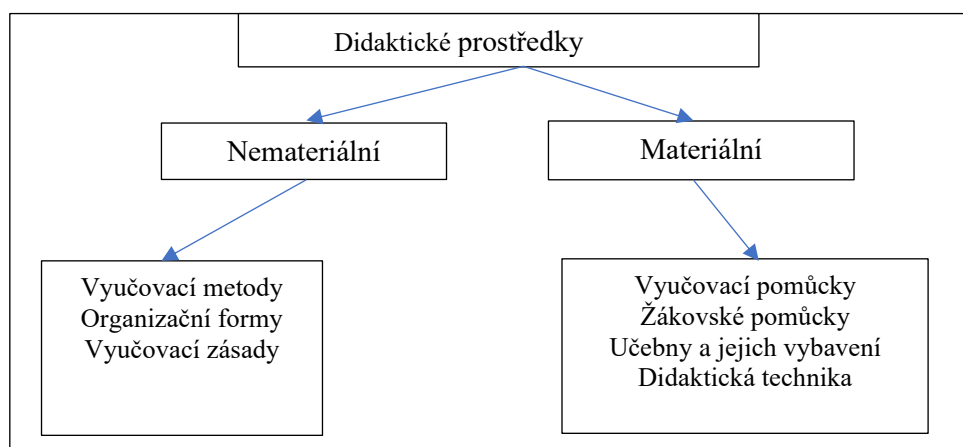 Didaktické prostředky
Nemateriální
Materiální
Vyučovací metody
Organizační formy
Vyučovací zásady
Vyučovací pomůcky
Žákovské pomůcky
Učebny a jejich vybavení
Didaktická technika